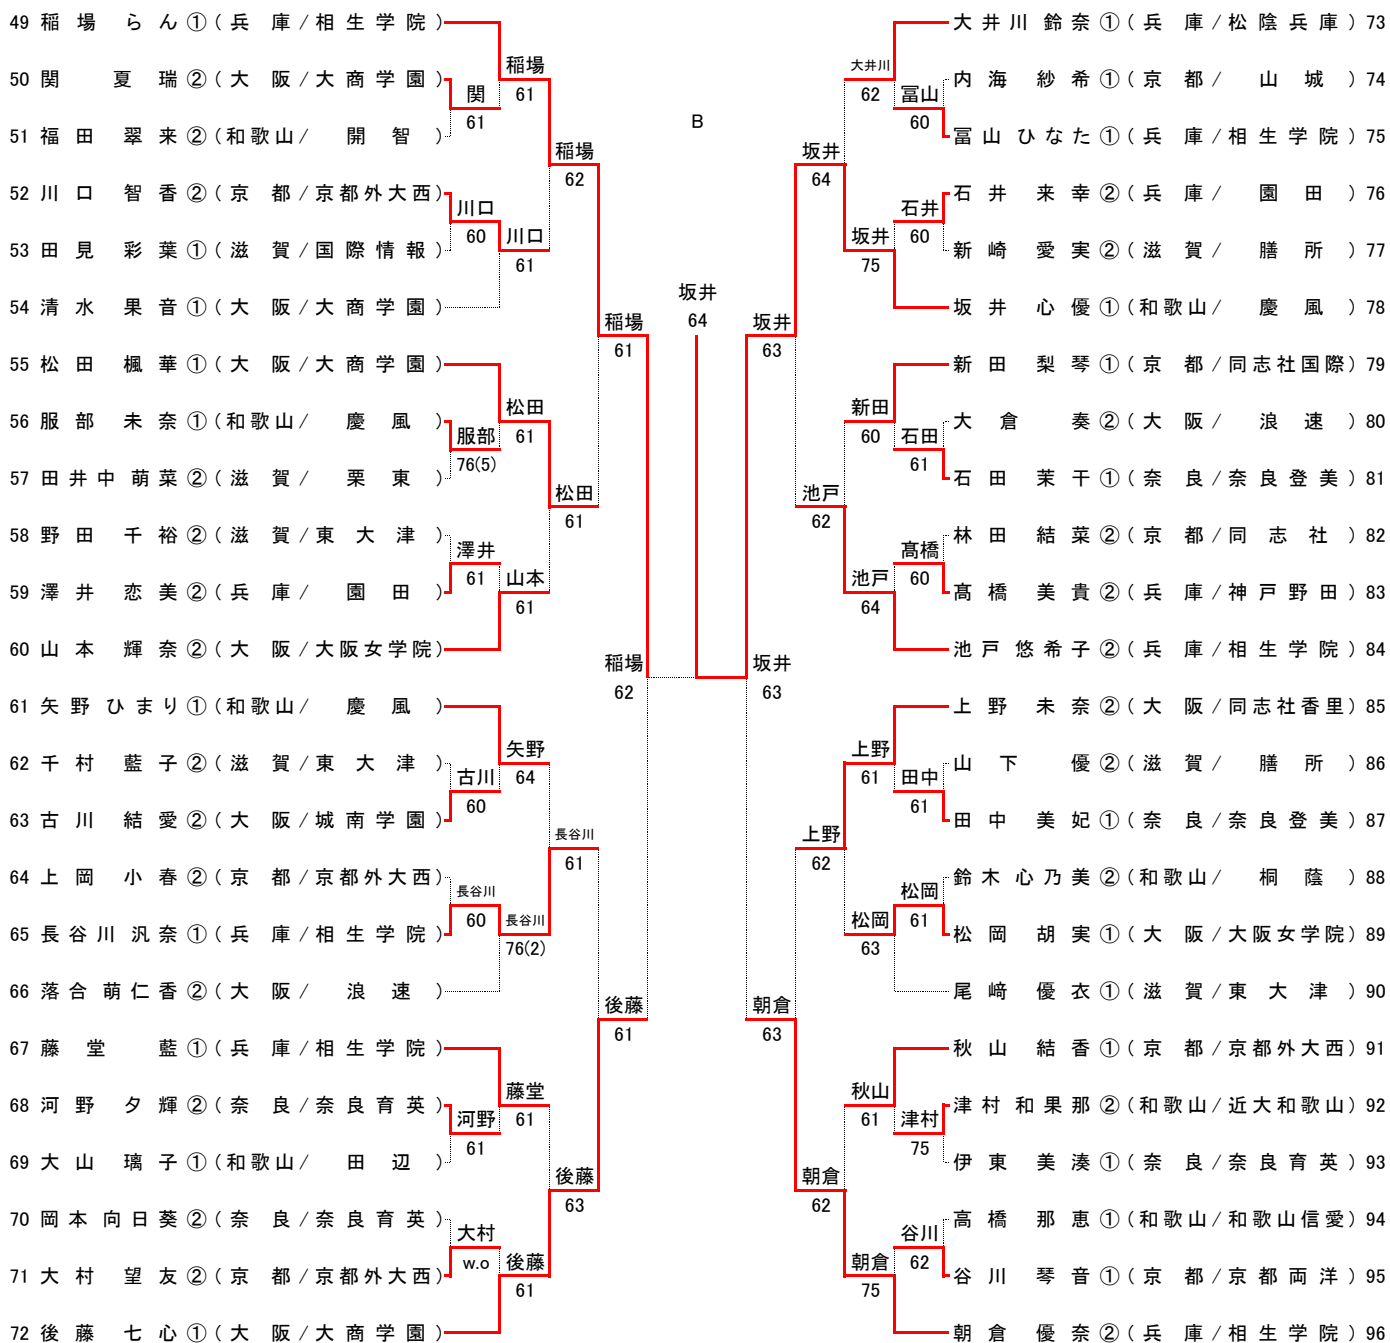 49 稲場 らん ① ( 兵 庫 / 相生学院 )
稲場
61
50 関 夏瑞 ② ( 大 阪 / 大商学園 )
関
61
51 福田 翠来 ② ( 和歌山 / 開智 )
稲場
62
52 川口 智香 ② ( 京 都 / 京都外大西 )
川口
60
53 田見 彩葉 ① ( 滋 賀 / 国際情報 )
川口
61
54 清水 果音 ① ( 大 阪 / 大商学園 )
稲場
61
55 松田 楓華 ① ( 大 阪 / 大商学園 )
松田
61
56 服部 未奈 ① ( 和歌山 / 慶風 )
服部
76(5)
57 田井中 萌菜 ② ( 滋 賀 / 栗東 )
松田
61
58 野田 千裕 ② ( 滋 賀 / 東大津 )
澤井
61
59 澤井 恋美 ② ( 兵 庫 / 園田 )
山本
61
60 山本 輝奈 ② ( 大 阪 / 大阪女学院 )
稲場
62
61 矢野 ひまり ① ( 和歌山 / 慶風 )
矢野
64
62 千村 藍子 ② ( 滋 賀 / 東大津 )
古川
60
63 古川 結愛 ② ( 大 阪 / 城南学園 )
長谷川
61
64 上岡 小春 ② ( 京 都 / 京都外大西 )
長谷川
60
65 長谷川 汎奈 ① ( 兵 庫 / 相生学院 )
長谷川
76(2)
66 落合 萌仁香 ② ( 大 阪 / 浪速 )
後藤
61
67 藤堂 藍 ① ( 兵 庫 / 相生学院 )
藤堂
61
68 河野 夕輝 ② ( 奈 良 / 奈良育英 )
河野
61
69 大山 璃子 ① ( 和歌山 / 田辺 )
後藤
63
70 岡本 向日葵 ② ( 奈 良 / 奈良育英 )
大村
w.o
71 大村 望友 ② ( 京 都 / 京都外大西 )
後藤
61
72 後藤 七心 ① ( 大 阪 / 大商学園 )
B
坂井
64
大井川 鈴奈 ① ( 兵 庫 / 松陰兵庫 ) 73
大井川
62
内海 紗希 ① ( 京 都 / 山城 ) 74
冨山
60
冨山 ひなた ① ( 兵 庫 / 相生学院 ) 75
坂井
64
石井 来幸 ② ( 兵 庫 / 園田 ) 76
石井
60
新崎 愛実 ② ( 滋 賀 / 膳所 ) 77
坂井
75
坂井 心優 ① ( 和歌山 / 慶風 ) 78
坂井
63
新田 梨琴 ① ( 京 都 / 同志社国際 ) 79
新田
60
大倉 奏 ② ( 大 阪 / 浪速 ) 80
石田
61
石田 茉千 ① ( 奈 良 / 奈良登美 ) 81
池戸
62
林田 結菜 ② ( 京 都 / 同志社 ) 82
髙橋
60
髙橋 美貴 ② ( 兵 庫 / 神戸野田 ) 83
池戸
64
池戸 悠希子 ② ( 兵 庫 / 相生学院 ) 84
坂井
63
上野 未奈 ② ( 大 阪 / 同志社香里 ) 85
上野
61
山下 優 ② ( 滋 賀 / 膳所 ) 86
田中
61
田中 美妃 ① ( 奈 良 / 奈良登美 ) 87
上野
62
鈴木 心乃美 ② ( 和歌山 / 桐蔭 ) 88
松岡
61
松岡 胡実 ① ( 大 阪 / 大阪女学院 ) 89
松岡
63
尾﨑 優衣 ① ( 滋 賀 / 東大津 ) 90
朝倉
63
秋山 結香 ① ( 京 都 / 京都外大西 ) 91
秋山
61
津村 和果那 ② ( 和歌山 / 近大和歌山 ) 92
津村
75
伊東 美湊 ① ( 奈 良 / 奈良育英 ) 93
朝倉
62
高橋 那恵 ① ( 和歌山 / 和歌山信愛 ) 94
谷川
62
谷川 琴音 ① ( 京 都 / 京都両洋 ) 95
朝倉
75
朝倉 優奈 ② ( 兵 庫 / 相生学院 ) 96